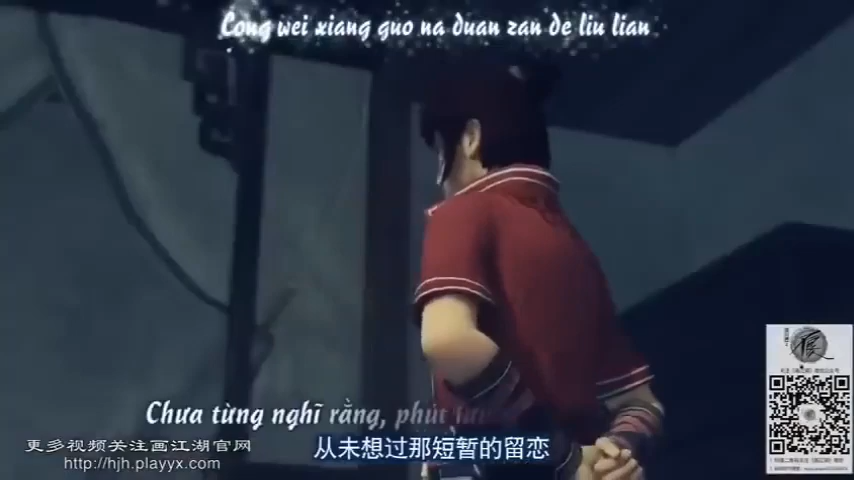 Cong wei xiang guo na duan zan de liu lian
Chưa từng nghĩ rằng, phút lưu
更多视频关注画江湖官网
从未想过那短暂的留恋
http://hjh.playyx.com